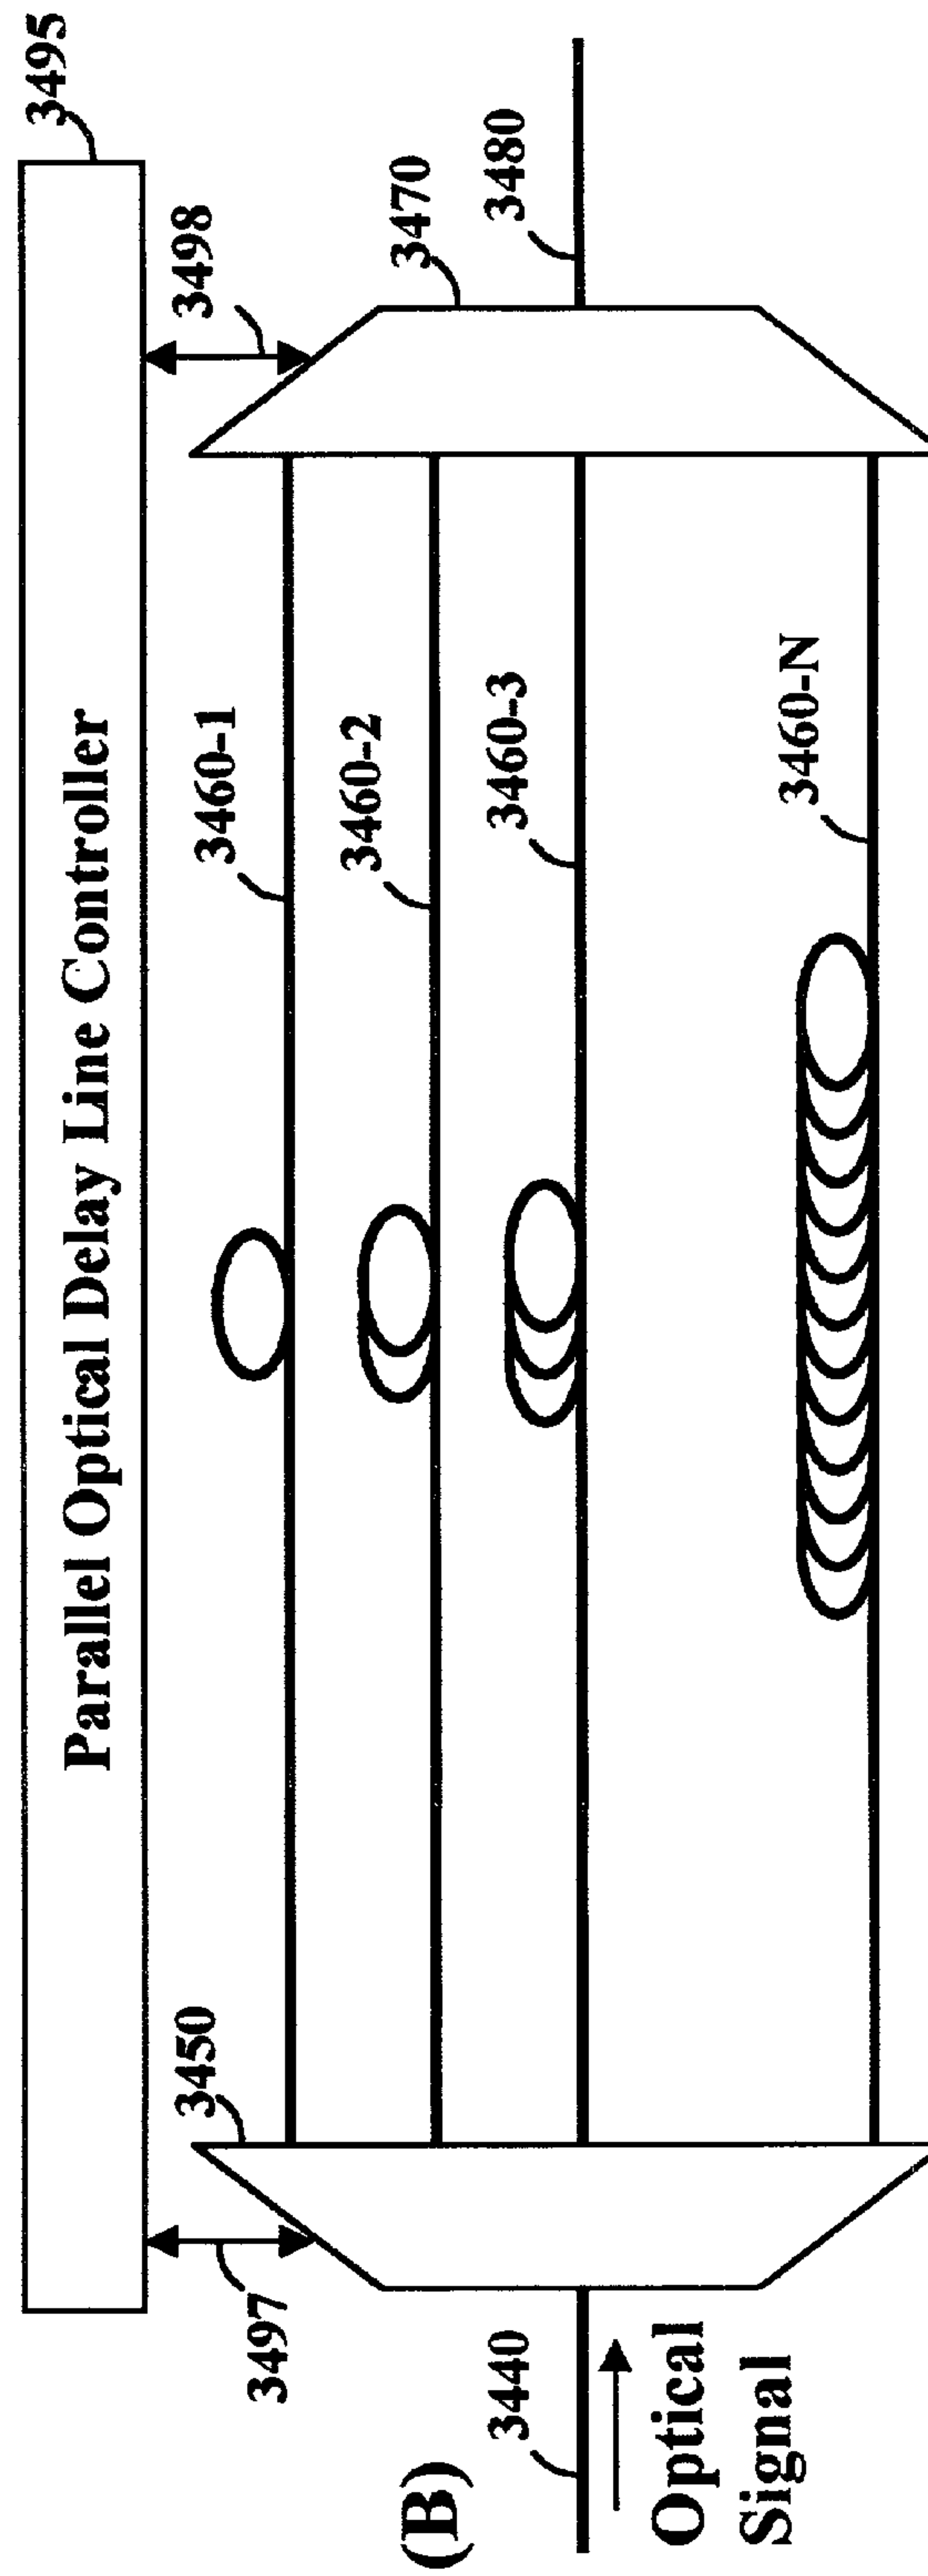 Parallel Optical Delay Line Controller
3495
3497
3498
3450
3470
3460-1
3460-2
3460-3
3460-N
3440
3480
(B)
Optical
Signal